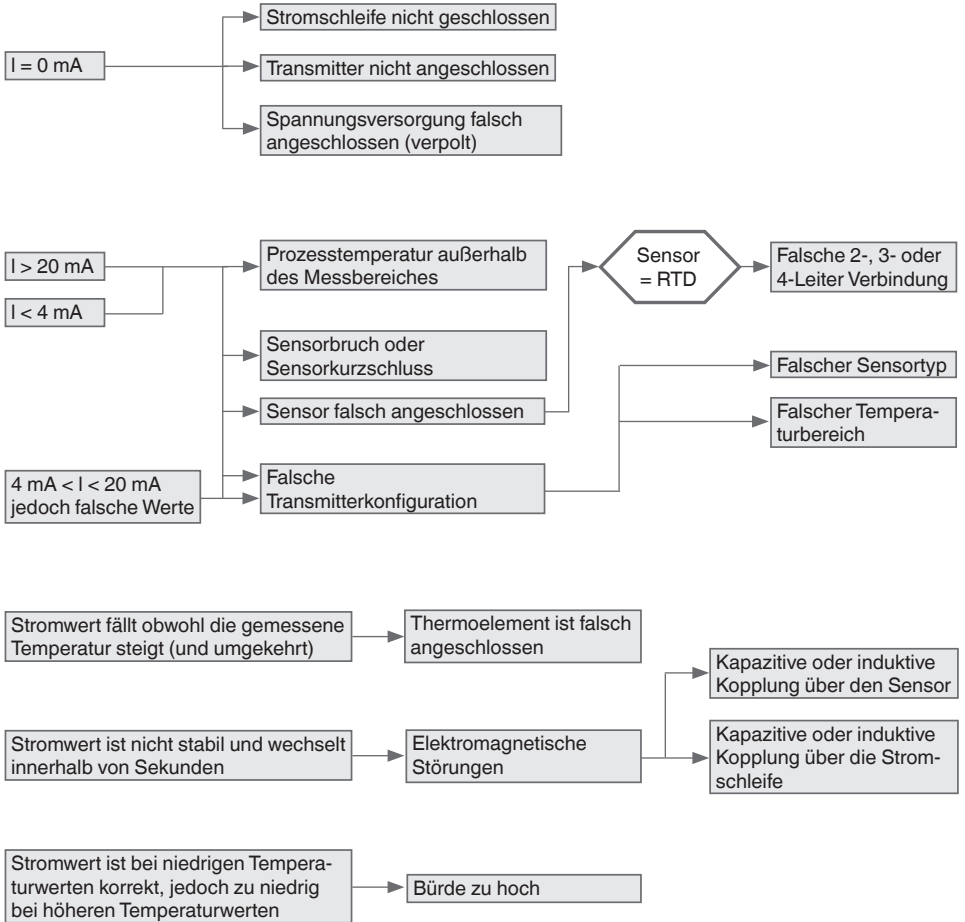 Stromschleife nicht geschlossen
I = 0 mA
Transmitter nicht angeschlossen
Spannungsversorgung falsch
angeschlossen (verpolt)
I > 20 mA
I < 4 mA
Prozesstemperatur außerhalb
des Messbereiches
Sensor
= RTD
Falsche 2-, 3- oder
4-Leiter Verbindung
Sensorbruch oder
Sensorkurzschluss
Sensor falsch angeschlossen
Falscher Sensortyp
Falscher Tempera-
turbereich
4 mA < I < 20 mA
jedoch falsche Werte
Falsche
Transmitterkonfiguration
Stromwert fällt obwohl die gemessene
Temperatur steigt (und umgekehrt)
Thermoelement ist falsch
angeschlossen
Stromwert ist nicht stabil und wechselt
innerhalb von Sekunden
Elektromagnetische
Störungen
Kapazitive oder induktive
Kopplung über den Sensor
Kapazitive oder induktive
Kopplung über die Strom-
schleife
Stromwert ist bei niedrigen Tempera-
turwerten korrekt, jedoch zu niedrig
bei höheren Temperaturwerten
Bürde zu hoch